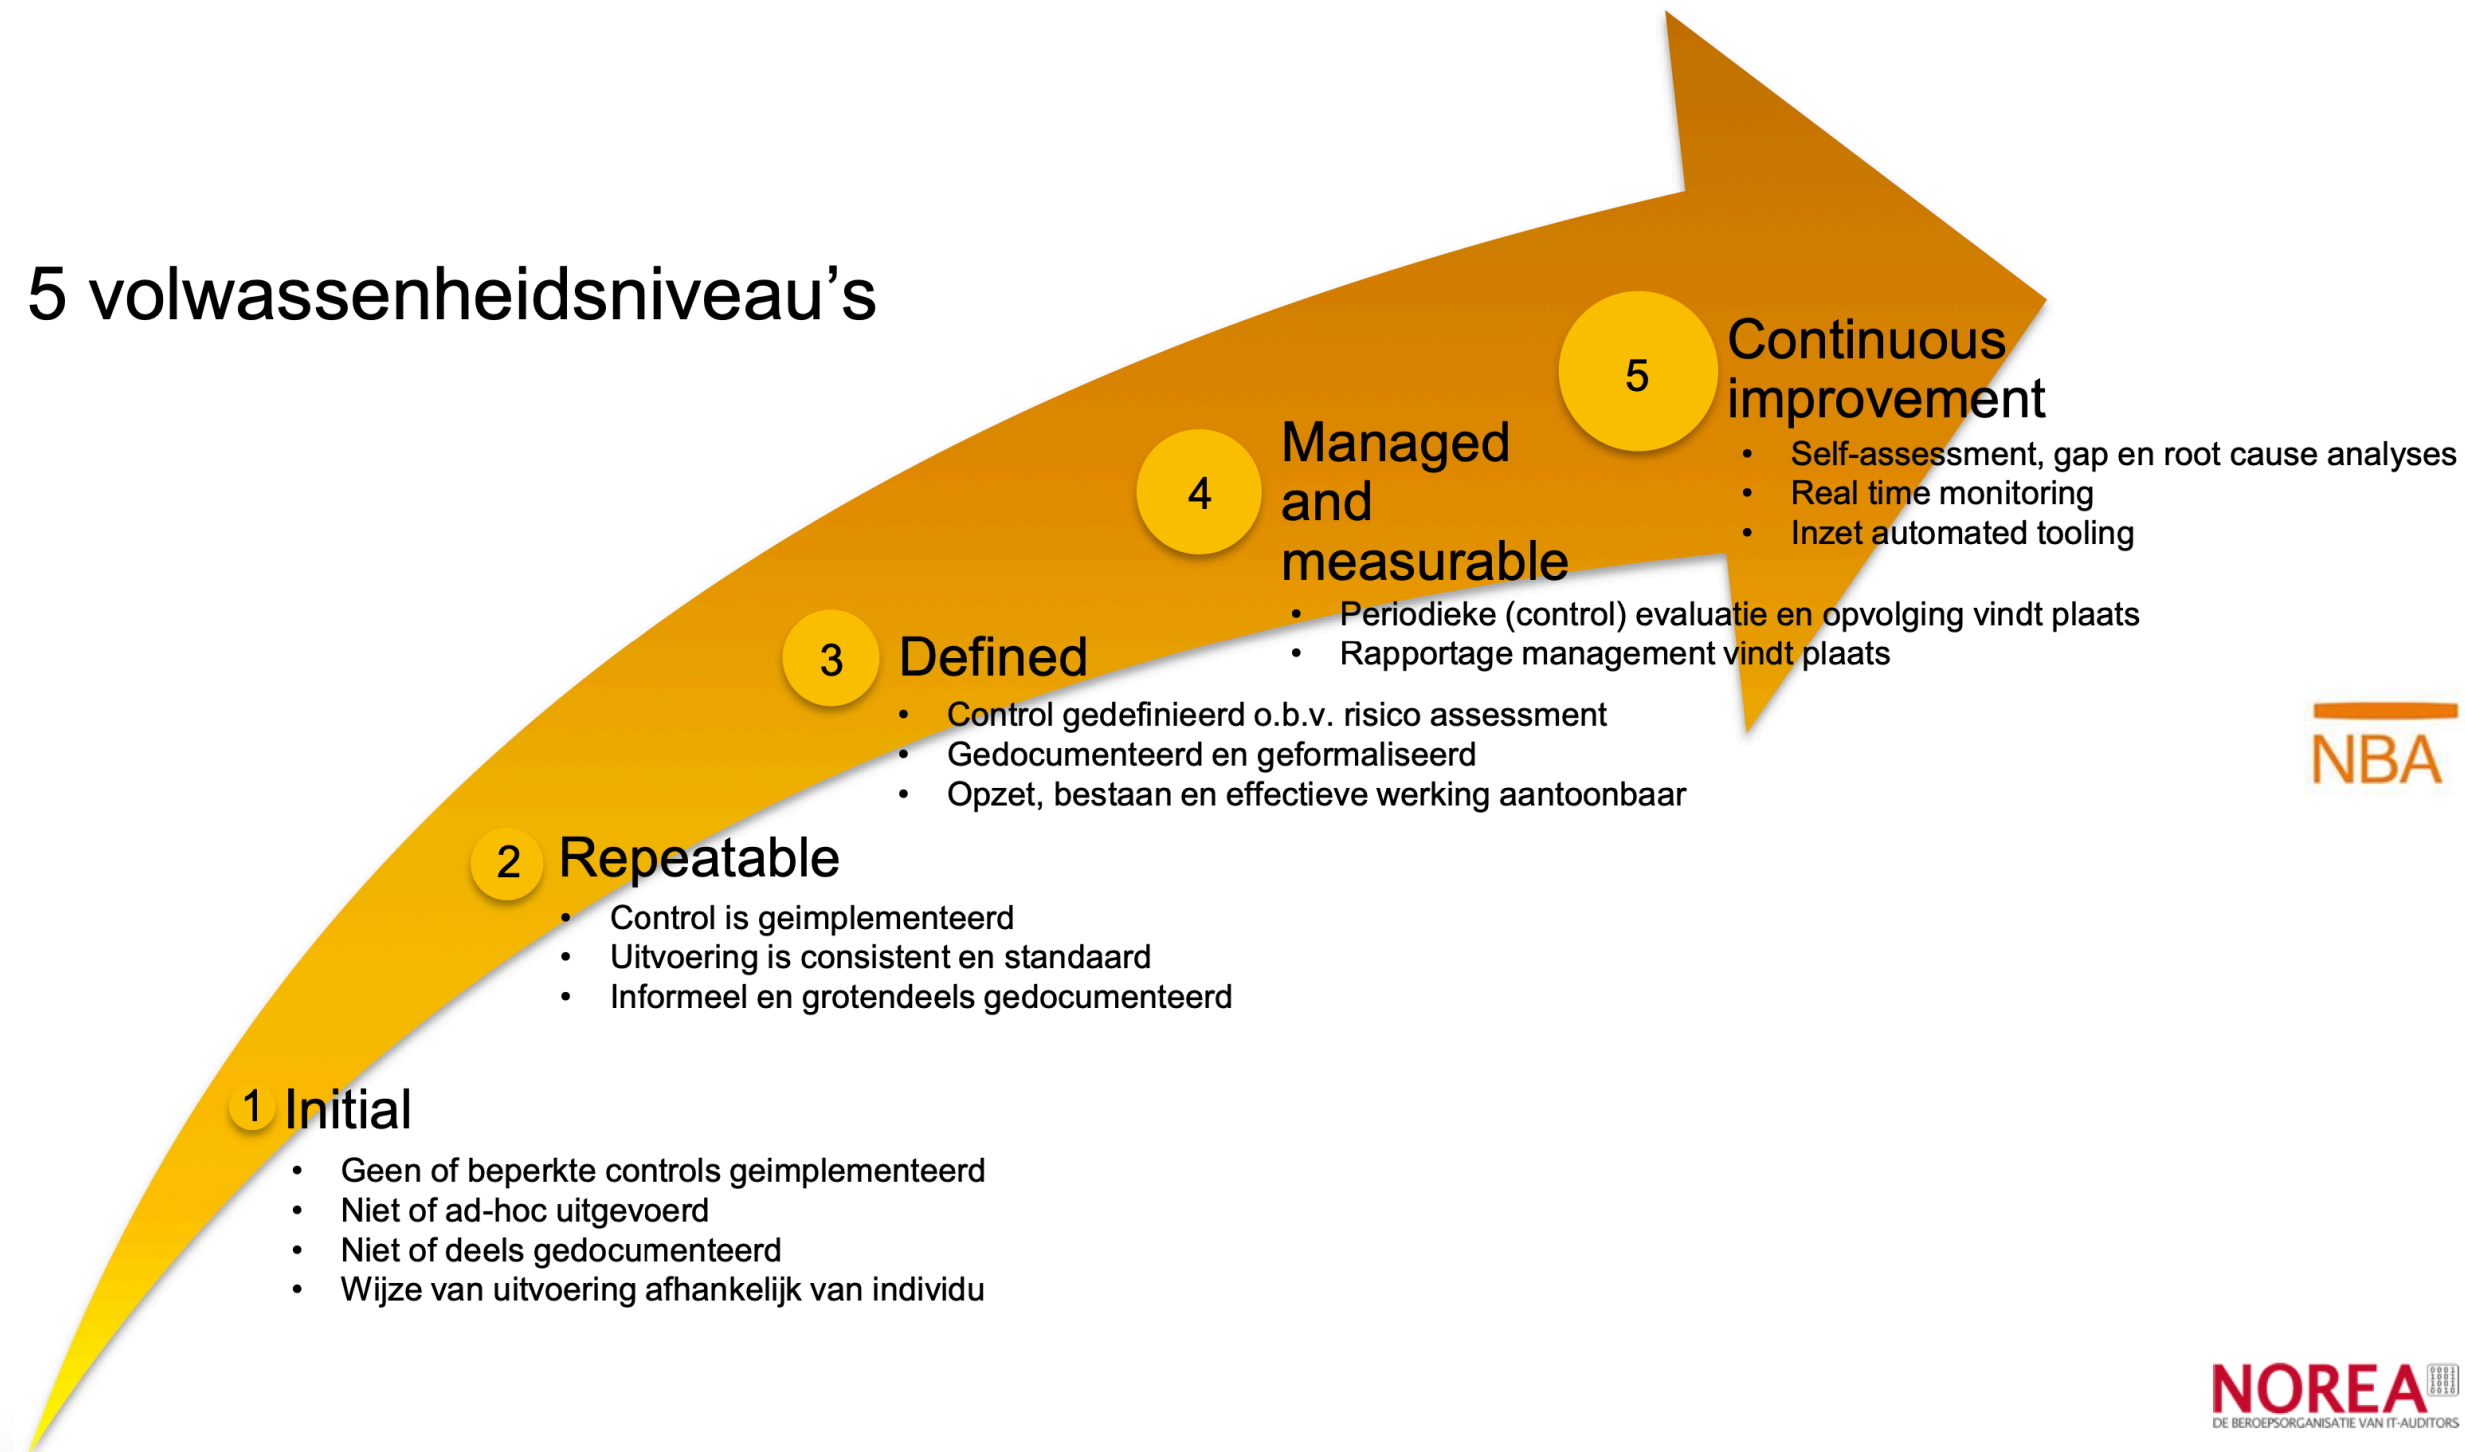 5 volwassenheidsniveau’s
5
Continuous
improvement
• Self-assessment, gap en root cause analyses
• Real time monitoring
• Inzet automated tooling
4
Managed
and
measurable
• Periodieke (control) evaluatie en opvolging vindt plaats
• Rapportage management vindt plaats
3
Defined
• Control gedefinieerd o.b.v. risico assessment
• Gedocumenteerd en geformaliseerd
• Opzet, bestaan en effectieve werking aantoonbaar
NBA
2
Repeatable
• Control is geimplementeerd
• Uitvoering is consistent en standaard
• Informeel en grotendeels gedocumenteerd
1
Initial
• Geen of beperkte controls geimplementeerd
• Niet of ad-hoc uitgevoerd
• Niet of deels gedocumenteerd
• Wijze van uitvoering afhankelijk van individu
NOREA
0001
1001
1001
0010
DE BEROEPSORGANISATIE VAN IT-AUDITORS